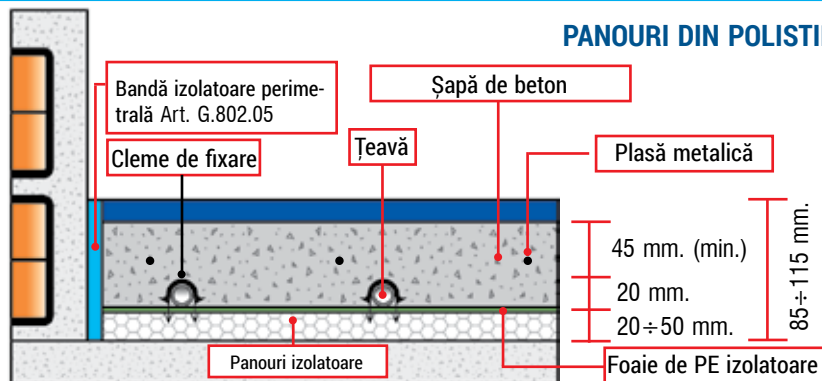 PANOURI DIN POLISTI
Bandă izolatoare perime-
trală Art. G.802.05
Șapă de beton
Cleme de fixare
Țeavă
Plasă metalică
45 mm. (min.)
20 mm.
20÷50 mm.
85÷115 mm.
Panouri izolatoare
Foaie de PE izolatoare